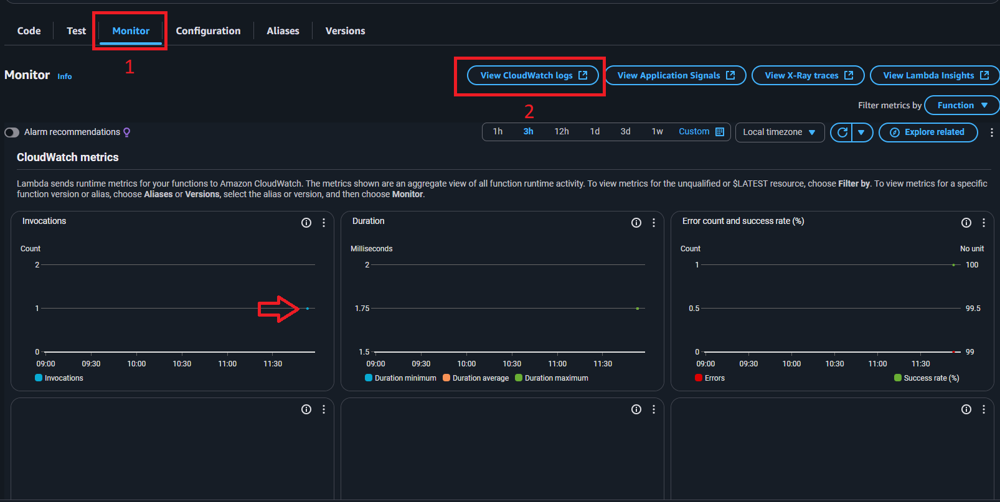 Code Test Monitor Configuration Aliases Versions
1
Monitor Info View CloudWatch logs View Application Signals View X-Ray traces View Lambda Insights
2
Filter metrics by Function
Alarm recommendations 1h 3h 12h 1d 3d 1w Custom Local timezone Explore related
CloudWatch metrics
Lambda sends runtime metrics for your functions to Amazon CloudWatch. The metrics shown are an aggregate view of all function runtime activity. To view metrics for the unqualified or $LATEST resource, choose Filter by. To view metrics for a specific
function version or alias, choose Aliases or Versions, select the alias or version, and then choose Monitor.
Invocations
Count
2
1
0
09:00 09:30 10:00 10:30 11:00 11:30
Invocations
Duration
Milliseconds
2
1.75
1.5
09:00 09:30 10:00 10:30 11:00 11:30
Duration minimum Duration average Duration maximum
Error count and success rate (%)
Count No unit
1 100
0.5 99.5
0 99
09:00 09:30 10:00 10:30 11:00 11:30
Errors Success rate (%)